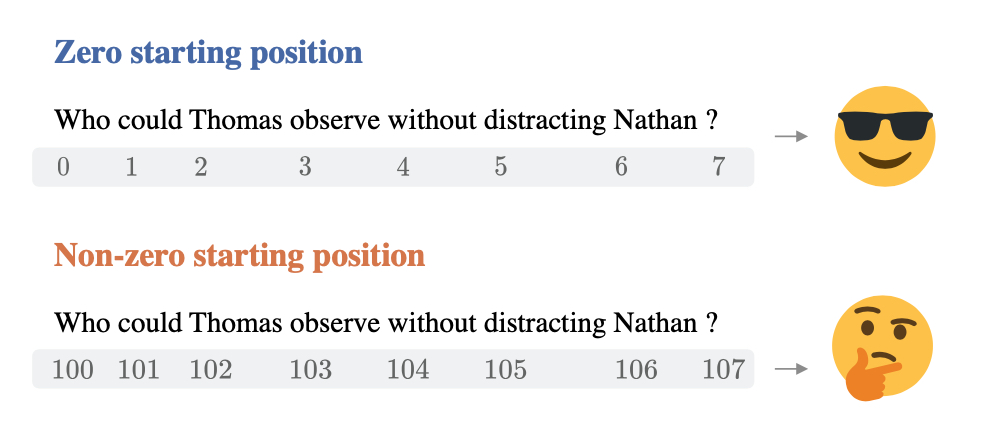 Zero starting position
Who could Thomas observe without distracting Nathan ?
0 1 2 3 4 5 6 7
Non-zero starting position
Who could Thomas observe without distracting Nathan ?
100 101 102 103 104 105 106 107